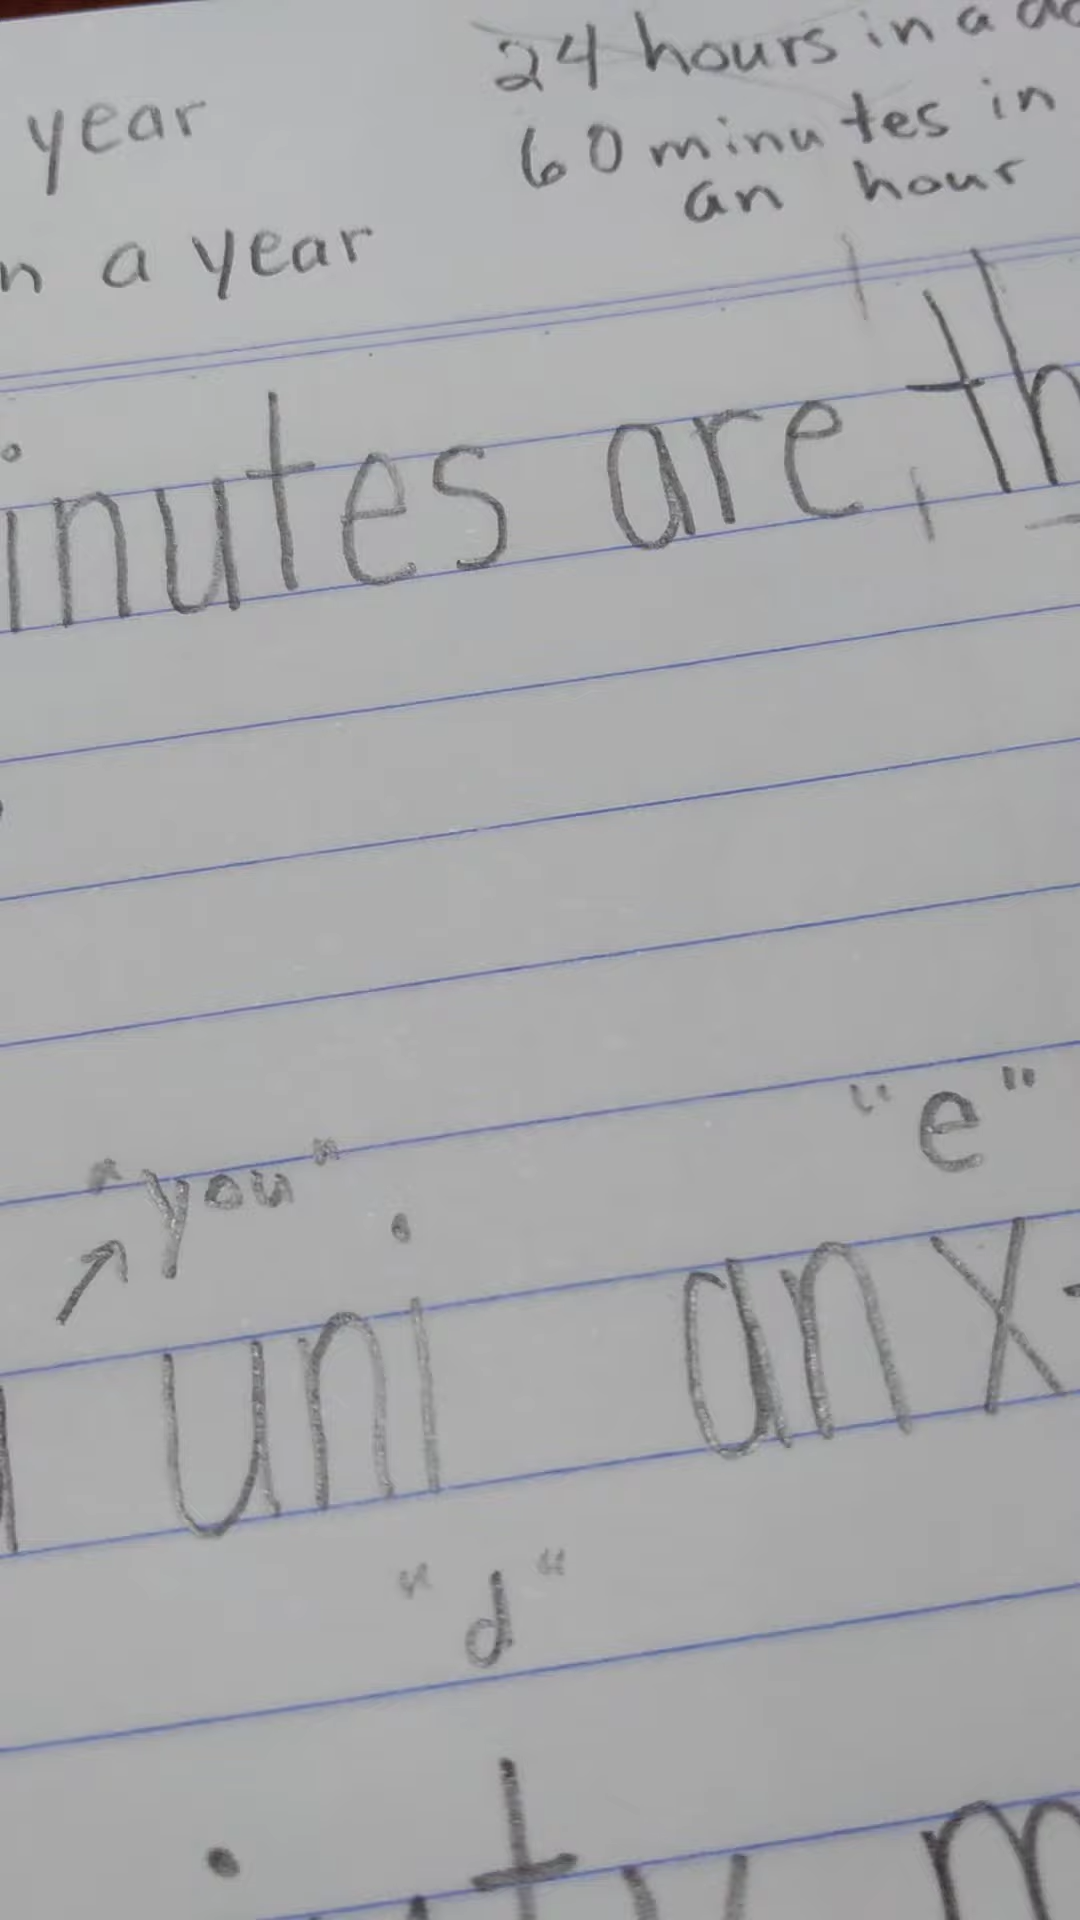 24 hours in a
year
60 minutes in
an hour
n a year
inutes are, th
"e"
"you"
uni anx-
"d"